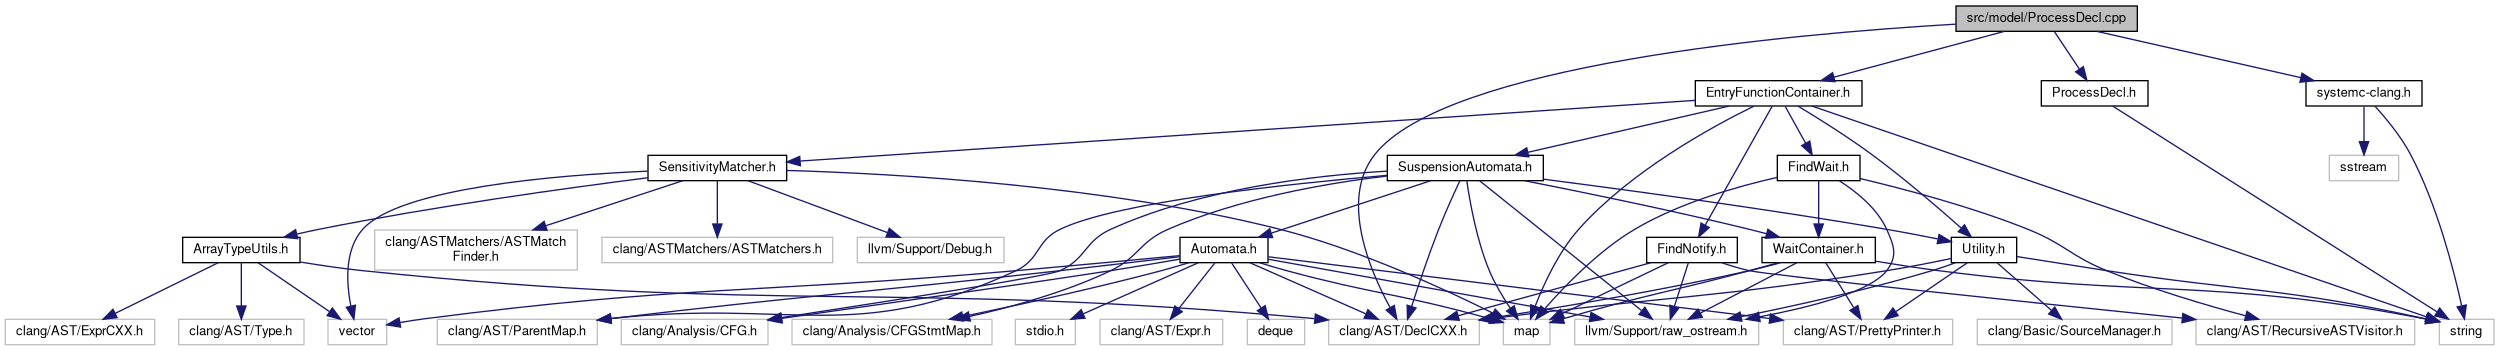 src/model/ProcessDecl.cpp
EntryFunctionContainer.h
ProcessDecl.h
systemc-clang.h
SensitivityMatcher.h
SuspensionAutomata.h
FindWait.h
sstream
ArrayTypeUtils.h
clang/ASTMatchers/ASTMatch
Finder.h
clang/ASTMatchers/ASTMatchers.h
llvm/Support/Debug.h
Automata.h
FindNotify.h
WaitContainer.h
Utility.h
clang/AST/ExprCXX.h
clang/AST/Type.h
vector
clang/AST/ParentMap.h
clang/Analysis/CFG.h
clang/Analysis/CFGStmtMap.h
stdio.h
clang/AST/Expr.h
deque
clang/AST/DeclCXX.h
map
llvm/Support/raw_ostream.h
clang/AST/PrettyPrinter.h
clang/Basic/SourceManager.h
clang/AST/RecursiveASTVisitor.h
string